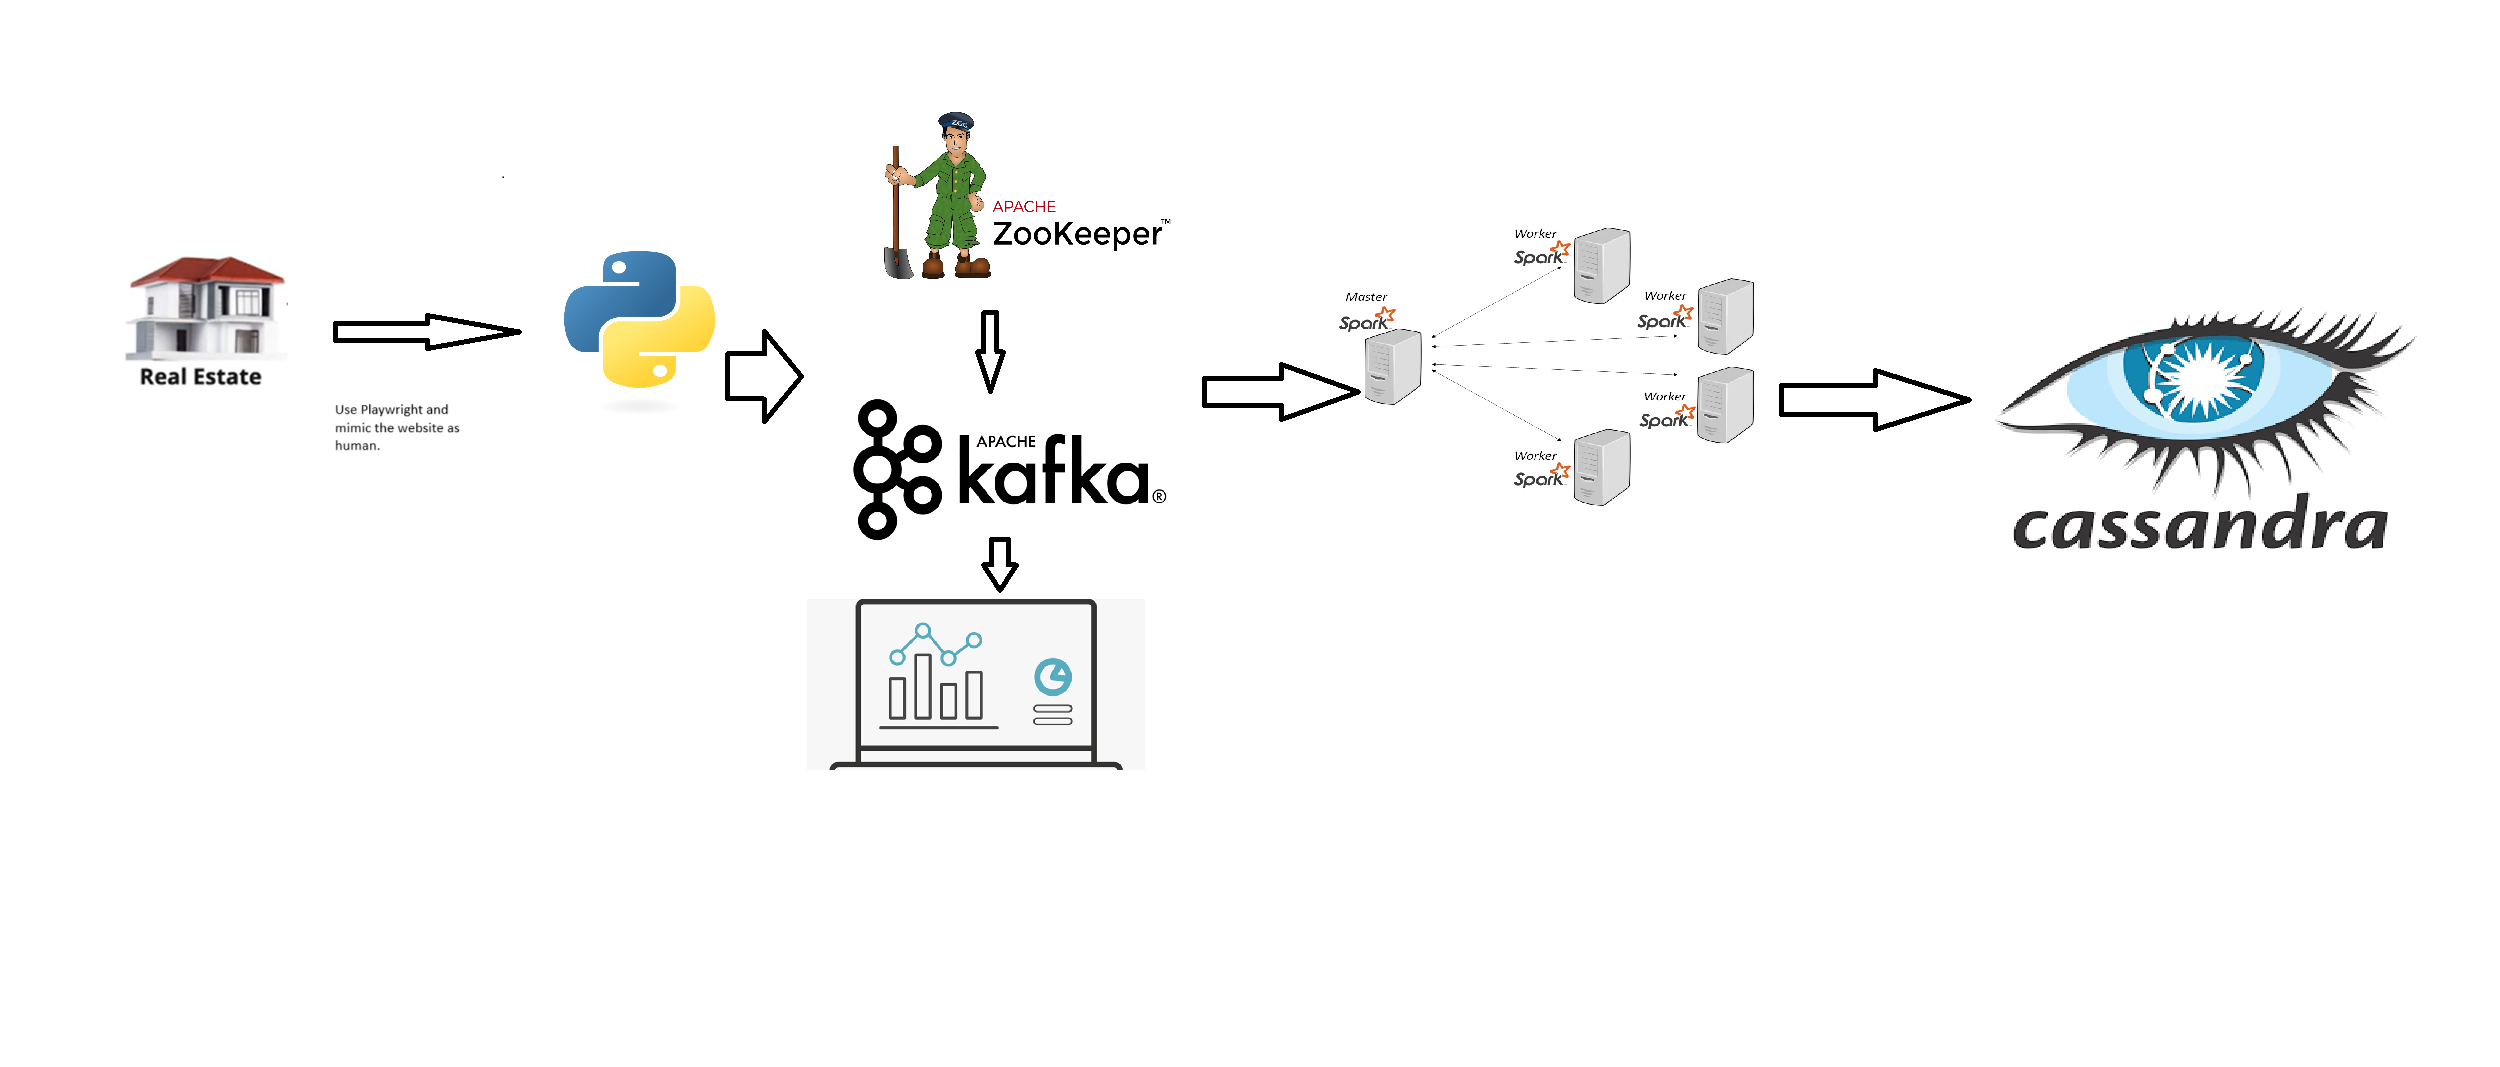 Real Estate
Use Playwright and
mimic the website as
human.
ZOO
APACHE
ZooKeeper™
APACHE
kafka®
Master
Spark
Worker
Spark
Worker
Spark
Worker
Spark
Worker
Spark
cassandra